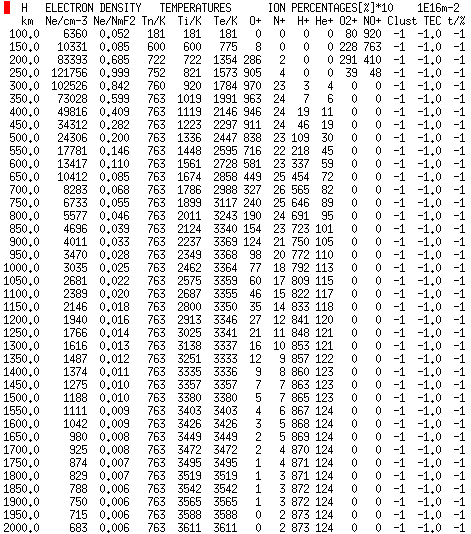 H ELECTRON DENSITY TEMPERATURES ION PERCENTAGES[%]*10 1E16m-2
km Ne/cm-3 Ne/NmF2 Tn/K Ti/K Te/K O+ N+ H+ He+ O2+ NO+ Clust TEC t/%
100.0 6360 0.052 181 181 181 0 0 0 0 80 920 -1 -1.0 -1
150.0 10331 0.085 600 600 775 8 0 0 0 228 763 -1 -1.0 -1
200.0 83393 0.685 722 722 1354 286 2 0 0 291 410 -1 -1.0 -1
250.0 121756 0.999 752 821 1573 905 4 0 0 39 48 -1 -1.0 -1
300.0 102526 0.842 760 920 1784 970 23 3 4 0 0 -1 -1.0 -1
350.0 73028 0.599 763 1019 1991 963 24 7 6 0 0 -1 -1.0 -1
400.0 49816 0.409 763 1119 2146 946 24 19 11 0 0 -1 -1.0 -1
450.0 34312 0.282 763 1223 2297 911 24 46 19 0 0 -1 -1.0 -1
500.0 24306 0.200 763 1336 2447 838 23 109 30 0 0 -1 -1.0 -1
550.0 17781 0.146 763 1448 2595 716 22 218 45 0 0 -1 -1.0 -1
600.0 13417 0.110 763 1561 2728 581 23 337 59 0 0 -1 -1.0 -1
650.0 10412 0.085 763 1674 2858 449 25 454 72 0 0 -1 -1.0 -1
700.0 8283 0.068 763 1786 2988 327 26 565 82 0 0 -1 -1.0 -1
750.0 6733 0.055 763 1899 3117 240 25 646 89 0 0 -1 -1.0 -1
800.0 5577 0.046 763 2011 3243 190 24 691 95 0 0 -1 -1.0 -1
850.0 4696 0.039 763 2124 3340 154 23 723 101 0 0 -1 -1.0 -1
900.0 4011 0.033 763 2237 3369 124 21 750 105 0 0 -1 -1.0 -1
950.0 3470 0.028 763 2349 3368 98 20 772 110 0 0 -1 -1.0 -1
1000.0 3035 0.025 763 2462 3364 77 18 792 113 0 0 -1 -1.0 -1
1050.0 2681 0.022 763 2575 3359 60 17 809 115 0 0 -1 -1.0 -1
1100.0 2389 0.020 763 2687 3355 46 15 822 117 0 0 -1 -1.0 -1
1150.0 2146 0.018 763 2800 3350 35 14 833 118 0 0 -1 -1.0 -1
1200.0 1940 0.016 763 2913 3346 27 12 841 120 0 0 -1 -1.0 -1
1250.0 1766 0.014 763 3025 3341 21 11 848 121 0 0 -1 -1.0 -1
1300.0 1616 0.013 763 3138 3337 16 10 853 121 0 0 -1 -1.0 -1
1350.0 1487 0.012 763 3251 3333 12 9 857 122 0 0 -1 -1.0 -1
1400.0 1374 0.011 763 3335 3336 9 8 860 123 0 0 -1 -1.0 -1
1450.0 1275 0.010 763 3357 3357 7 7 863 123 0 0 -1 -1.0 -1
1500.0 1188 0.010 763 3380 3380 5 7 865 123 0 0 -1 -1.0 -1
1550.0 1111 0.009 763 3403 3403 4 6 867 124 0 0 -1 -1.0 -1
1600.0 1042 0.009 763 3426 3426 3 5 868 124 0 0 -1 -1.0 -1
1650.0 980 0.008 763 3449 3449 2 5 869 124 0 0 -1 -1.0 -1
1700.0 925 0.008 763 3472 3472 2 4 870 124 0 0 -1 -1.0 -1
1750.0 874 0.007 763 3495 3495 1 4 871 124 0 0 -1 -1.0 -1
1800.0 829 0.007 763 3519 3519 1 3 871 124 0 0 -1 -1.0 -1
1850.0 788 0.006 763 3542 3542 1 3 872 124 0 0 -1 -1.0 -1
1900.0 750 0.006 763 3565 3565 1 3 872 124 0 0 -1 -1.0 -1
1950.0 715 0.006 763 3588 3588 0 2 873 124 0 0 -1 -1.0 -1
2000.0 683 0.006 763 3611 3611 0 2 873 124 0 0 -1 -1.0 -1